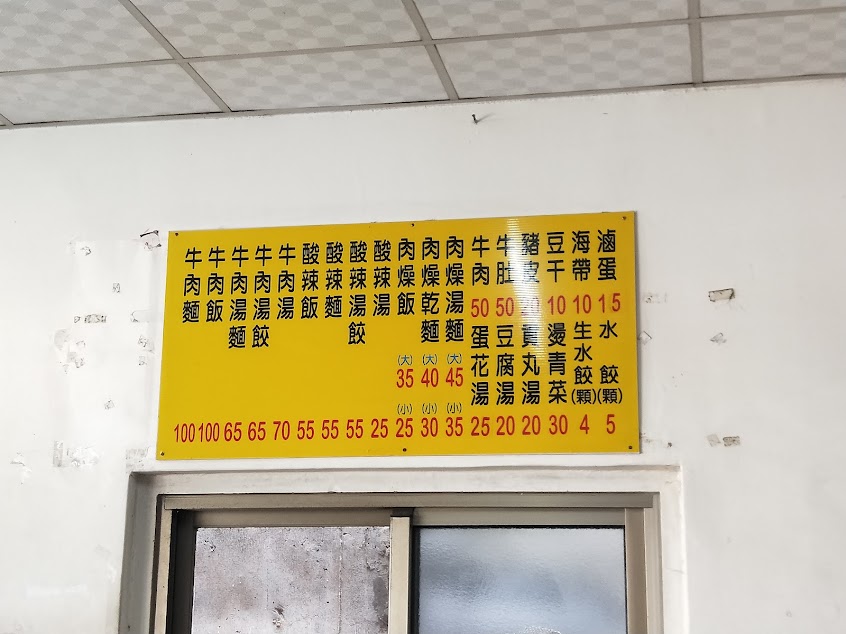 滷蛋 15
水餃(顆) 5
海帶 10
生水餃(顆) 4
豆干 10
燙青菜 30
豬皮
貢丸湯 20
牛肚 50
豆腐湯 20
牛肉 50
蛋花湯 25
肉燥湯麵 (大) 45 (小) 35
肉燥乾麵 (大) 40 (小) 30
肉燥飯 (大) 35 (小) 25
酸辣湯 25
酸辣湯餃 55
酸辣麵 55
酸辣飯 55
牛肉湯 70
牛肉湯餃 65
牛肉湯麵 65
牛肉飯 100
牛肉麵 100